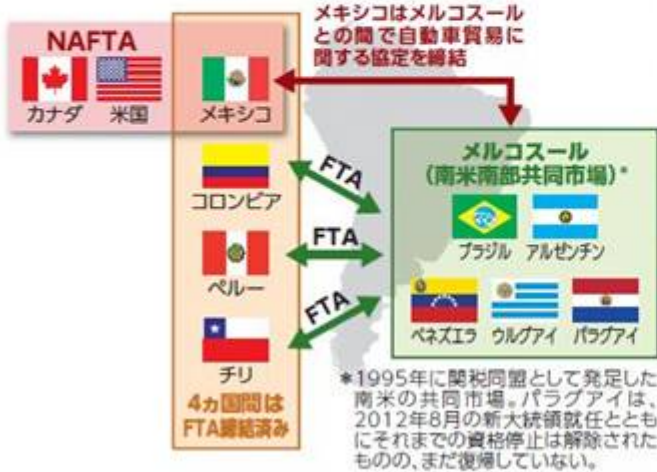 メキシコはメルコスール
との間で自動車貿易に
関する協定を締結
NAFTA
カナダ 米国 メキシコ
コロンビア
ペルー
チリ
4ヵ国間は
FTA締結済み
FTA
FTA
FTA
メルコスール
(南米南部共同市場)*
ブラジル アルゼンチン
ベネズエラ ウルグアイ パラグアイ
*1995年に関税同盟として発足した
南米の共同市場。パラグアイは、
2012年8月の新大統領就任ととも
にそれまでの資格停止は解除された
ものの、まだ復帰していない。